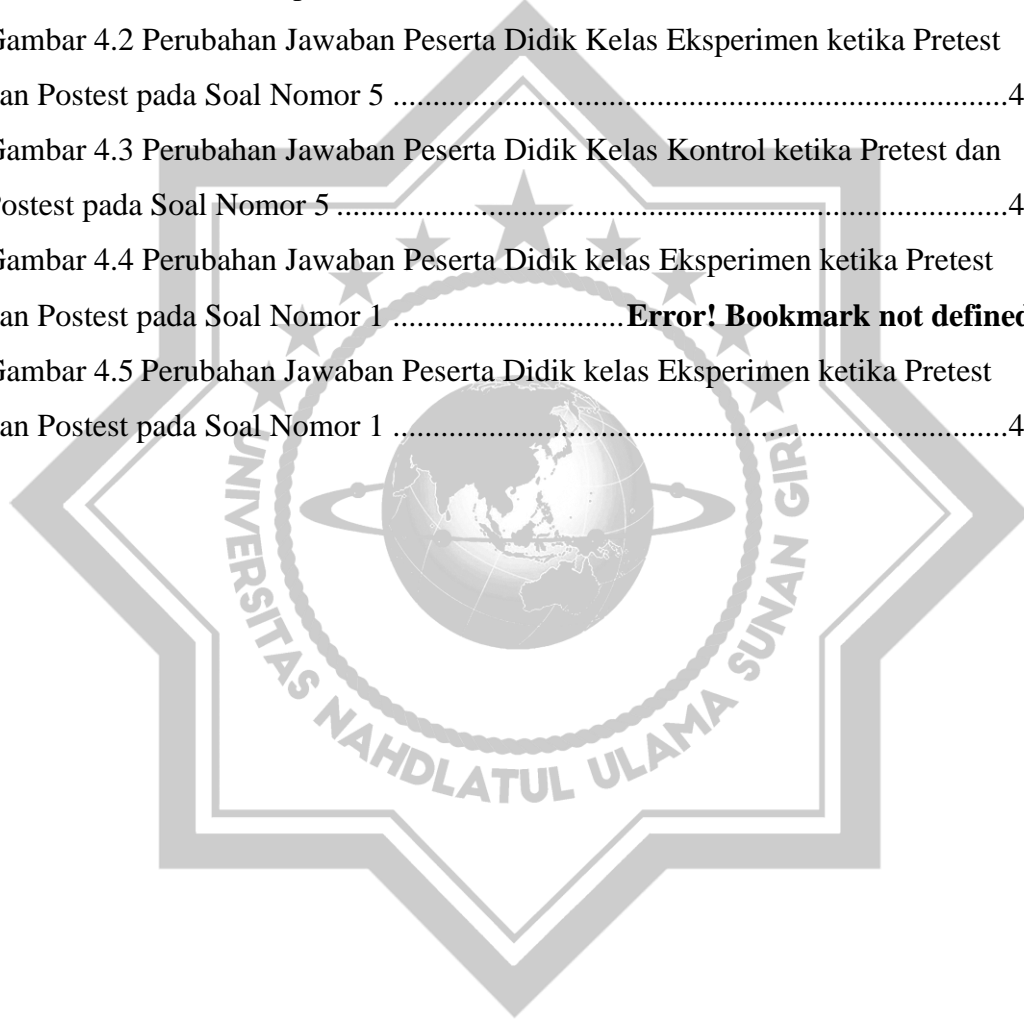 Gambar 4.2 Perubahan Jawaban Peserta Didik Kelas Eksperimen ketika Pretest
an Postest pada Soal Nomor 5 ..........................................................................4
Gambar 4.3 Perubahan Jawaban Peserta Didik Kelas Kontrol ketika Pretest dan
Postest pada Soal Nomor 5 .................................................................................4
Gambar 4.4 Perubahan Jawaban Peserta Didik kelas Eksperimen ketika Pretest
an Postest pada Soal Nomor 1 ............................Error! Bookmark not defined
Gambar 4.5 Perubahan Jawaban Peserta Didik kelas Eksperimen ketika Pretest
an Postest pada Soal Nomor 1 ..........................................................................4
UNIVERSITAS NAHDLATUL ULAMA SUNAN GIRI